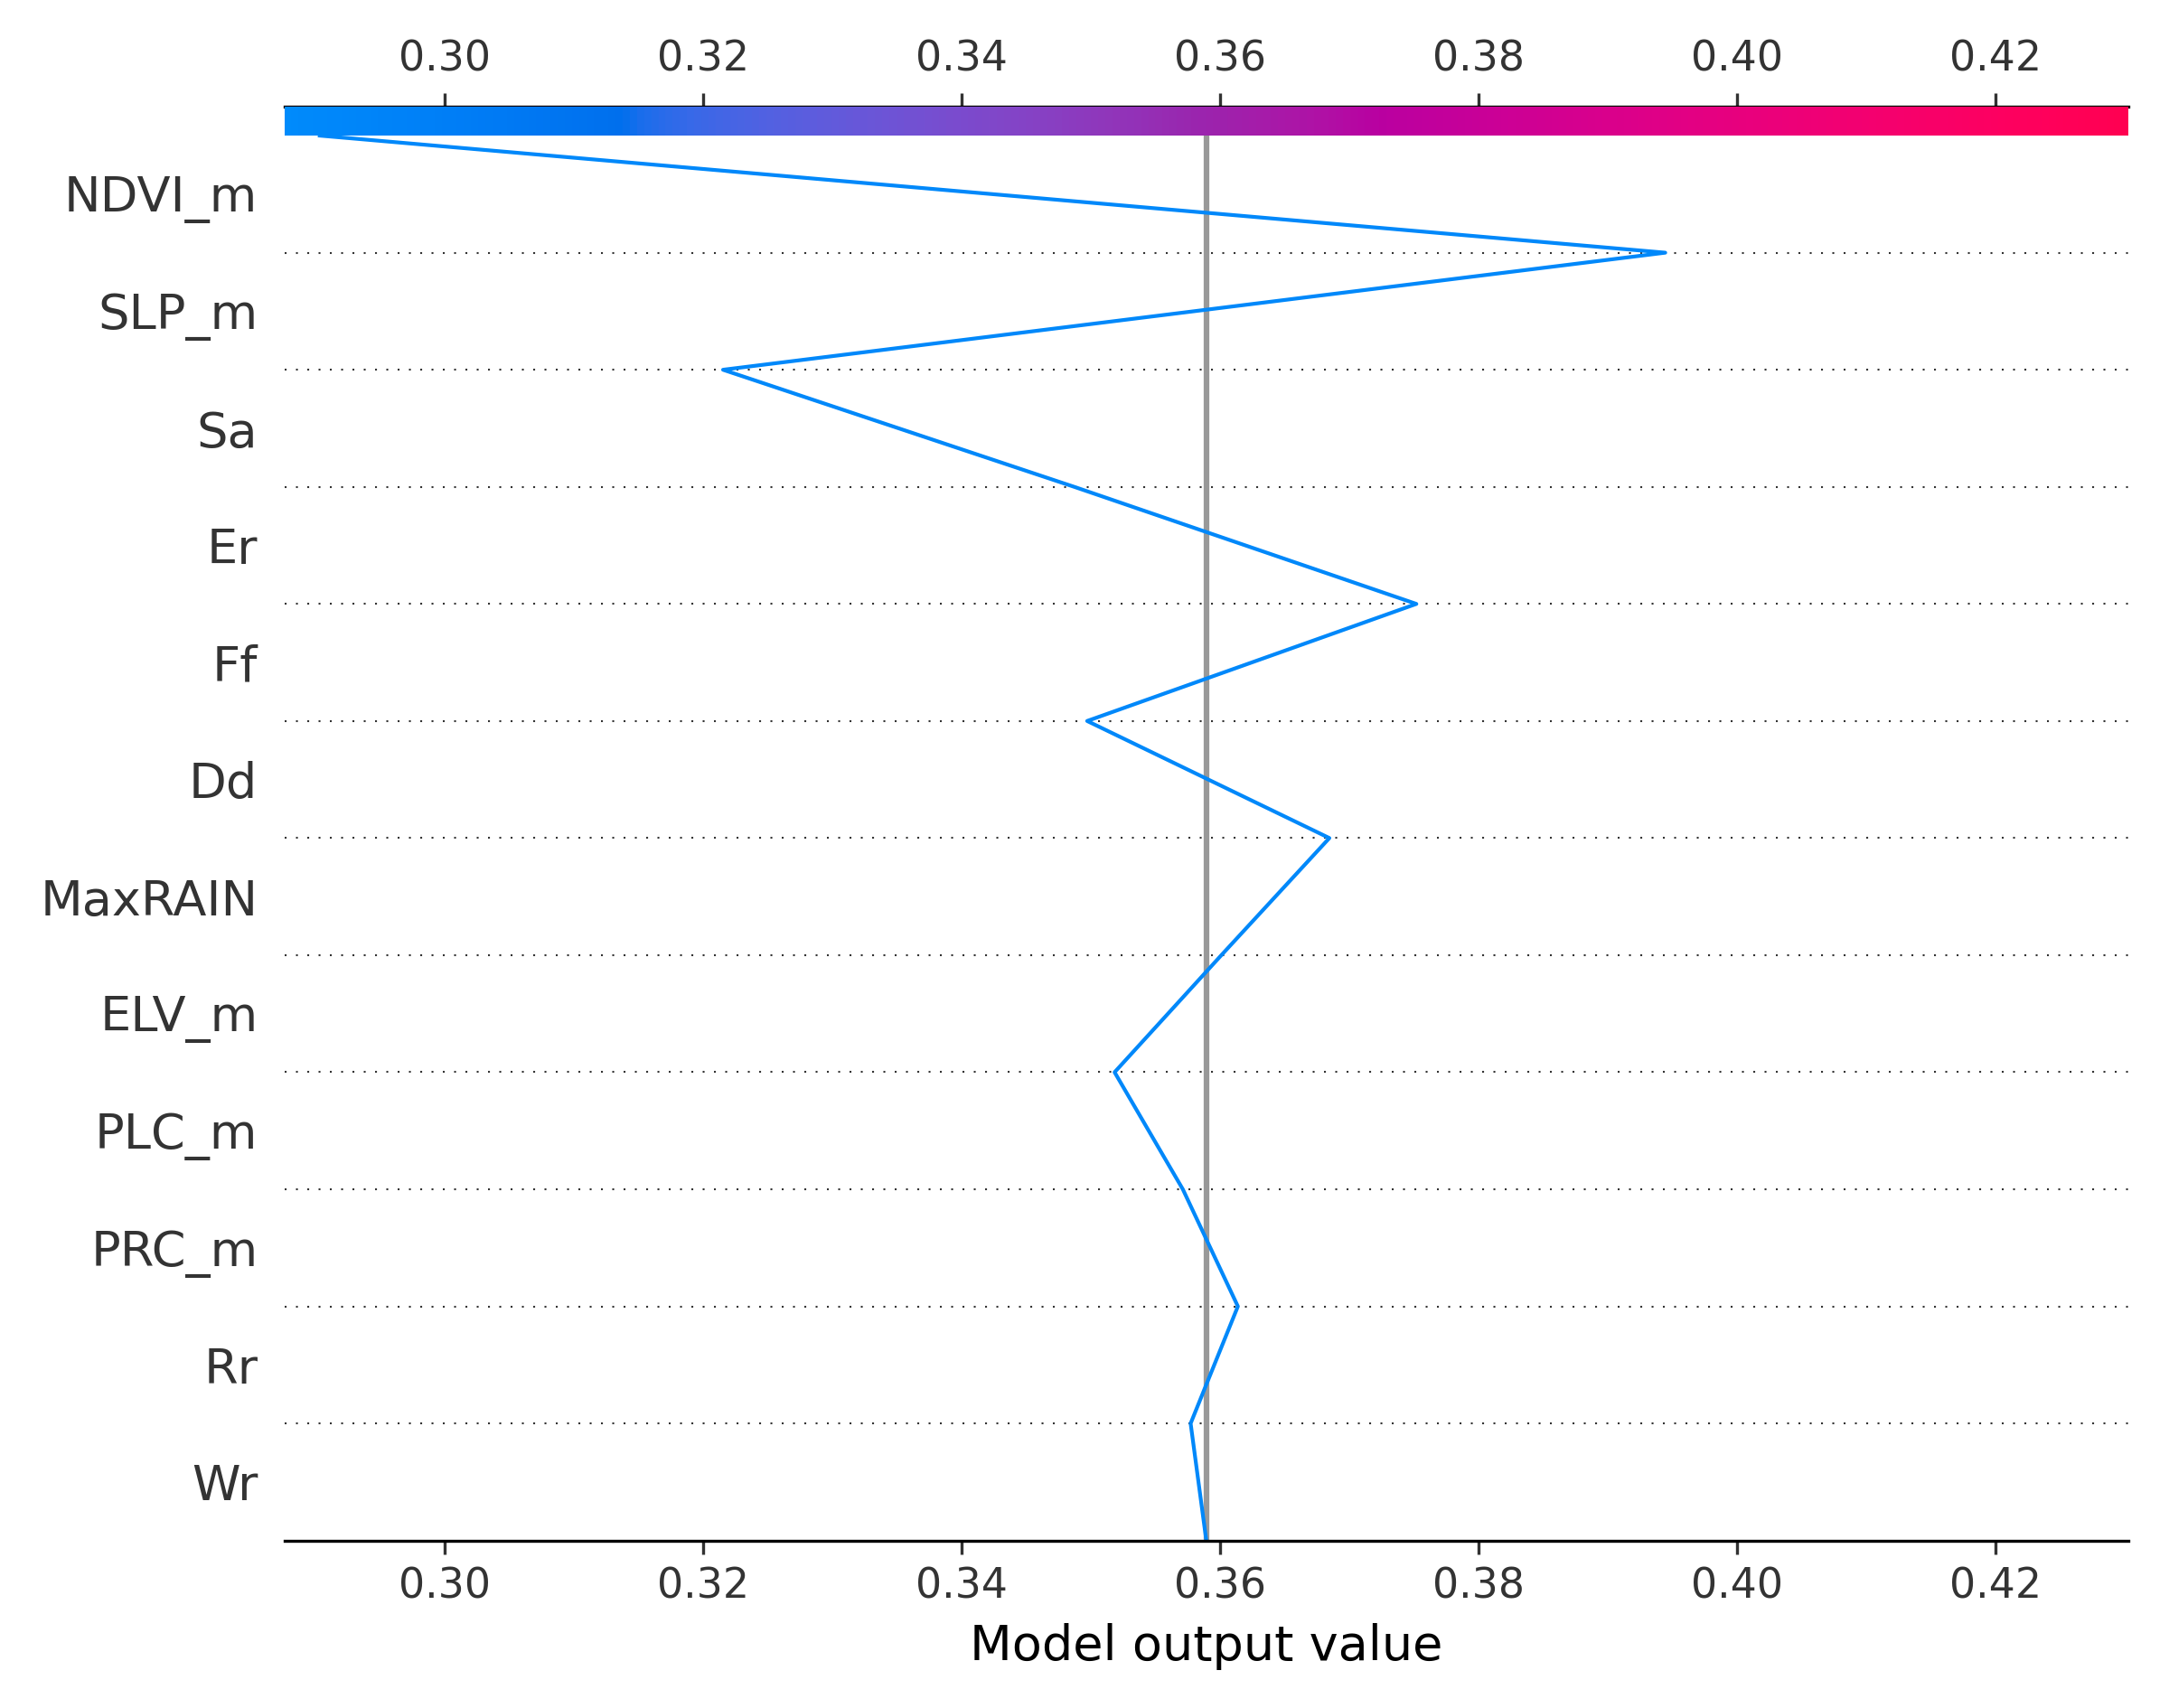 0.30 0.32 0.34 0.36 0.38 0.40 0.42
NDVI_m
SLP_m
Sa
Er
Ff
Dd
MaxRAIN
ELV_m
PLC_m
PRC_m
Rr
Wr
0.30 0.32 0.34 0.36 0.38 0.40 0.42
Model output value